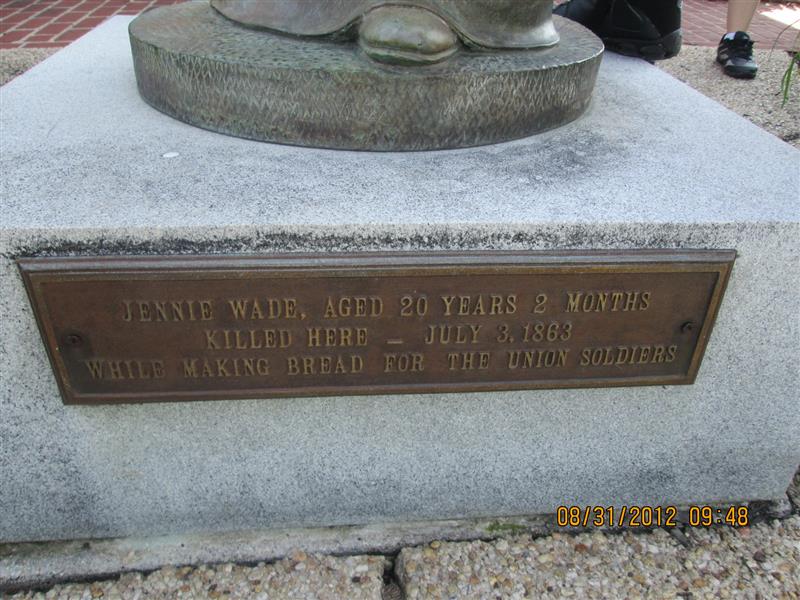 JENNIE WADE, AGED 20 YEARS 2 MONTHS
KILLED HERE – JULY 3, 1863
WHILE MAKING BREAD FOR THE UNION SOLDIERS
08/31/2012 09:48